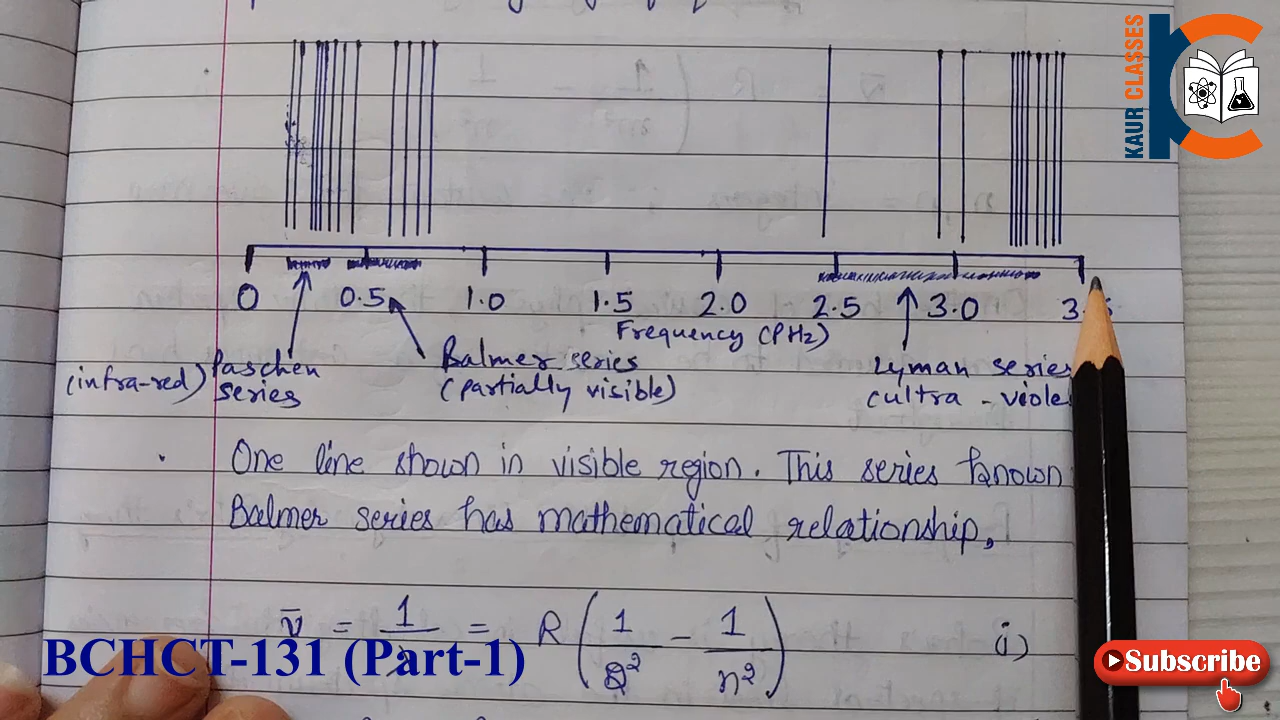 KAUR CLASSES
0 0.5 1.0 1.5 2.0 2.5 3.0
Frequency (PHz)
(infra-red) Paschen series
Balmer series
(partially visible)
Lyman series
(ultra - viole
One line shown in visible region. This series known
Balmer series has mathematical relationship,
ν̄ = 1/ = R ( 1/2² − 1/n² ) i)
BCHCT-131 (Part-1)
Subscribe